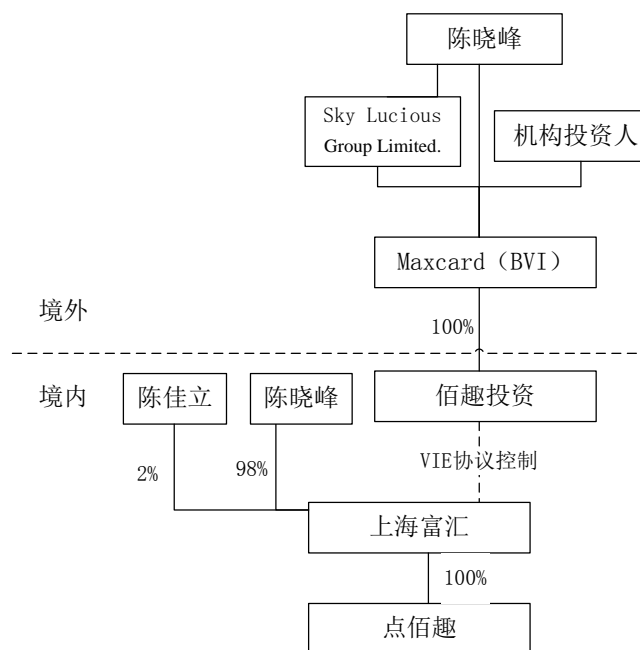 陈晓峰
Sky Lucious
Group Limited.
机构投资人
Maxcard（BVI）
境外
100%
境内
陈佳立
陈晓峰
佰趣投资
2%
98%
VIE协议控制
上海富汇
100%
点佰趣